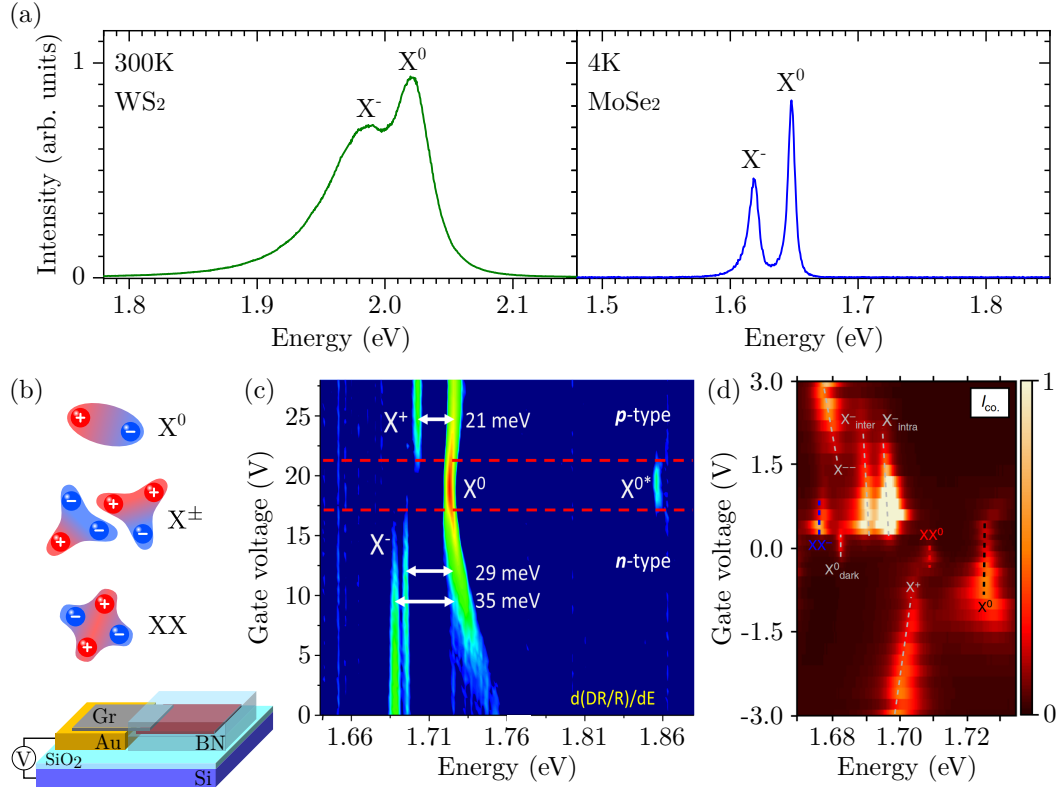 (a)
Intensity (arb. units)
1
0
300K
WS2
X-
X0
1.8
1.9
2.0
2.1
Energy (eV)
4K
MoSe2
X-
X0
1.5
1.6
1.7
1.8
Energy (eV)
(b)
+
−
X0
−
+
−
+
+
−
X±
+
−
−
+
XX
Gr
Au
BN
V
SiO2
Si
(c)
Gate voltage (V)
25
20
15
10
5
0
X+
21 meV
p-type
X0
X0*
X-
n-type
29 meV
35 meV
d(DR/R)/dE
1.66
1.71
1.76
1.81
1.86
Energy (eV)
(d)
Gate voltage (V)
3.0
1.5
0.0
-1.5
-3.0
Ico.
X-inter
X-intra
X--
XX-
XX0
X0dark
X+
X0
1.68
1.70
1.72
Energy (eV)
1
0